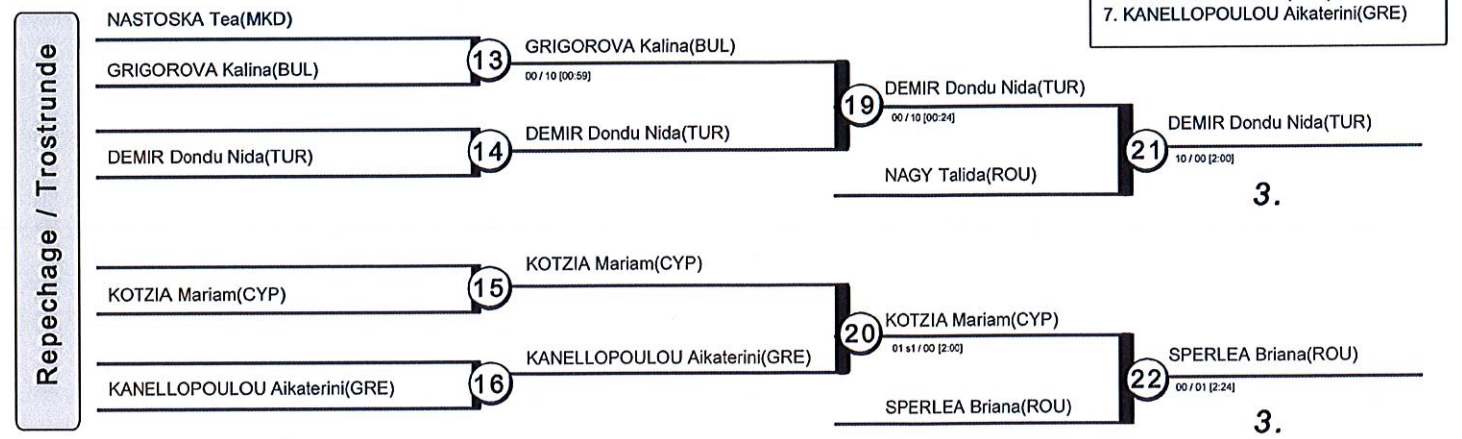 Repechage / Trostrunde
7. KANELLOPOULOU Aikaterini(GRE)
NASTOSKA Tea(MKD)
GRIGOROVA Kalina(BUL)
13
GRIGOROVA Kalina(BUL)
00 / 10 [00:59]
DEMIR Dondu Nida(TUR)
14
DEMIR Dondu Nida(TUR)
19
DEMIR Dondu Nida(TUR)
00 / 10 [00:24]
NAGY Talida(ROU)
21
DEMIR Dondu Nida(TUR)
10 / 00 [2:00]
3.
KOTZIA Mariam(CYP)
15
KOTZIA Mariam(CYP)
KANELLOPOULOU Aikaterini(GRE)
16
KANELLOPOULOU Aikaterini(GRE)
20
KOTZIA Mariam(CYP)
01 s1 / 00 [2:00]
SPERLEA Briana(ROU)
22
SPERLEA Briana(ROU)
00 / 01 [2:24]
3.